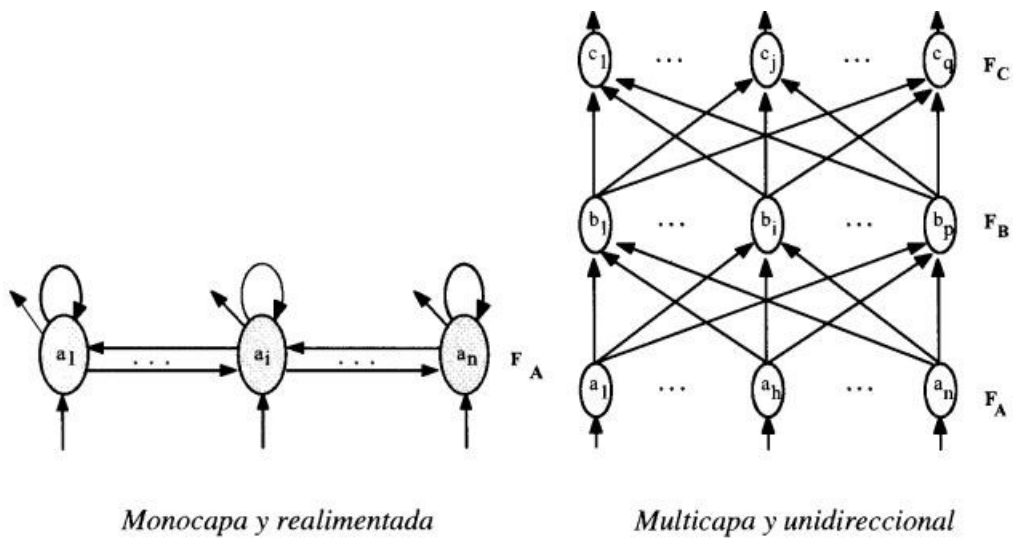 c1 ... cj ... cq FC
b1 ... bi ... bp FB
a1 ... ai ... an FA
a1 ... ah ... an FA
Monocapa y realimentada
Multicapa y unidireccional